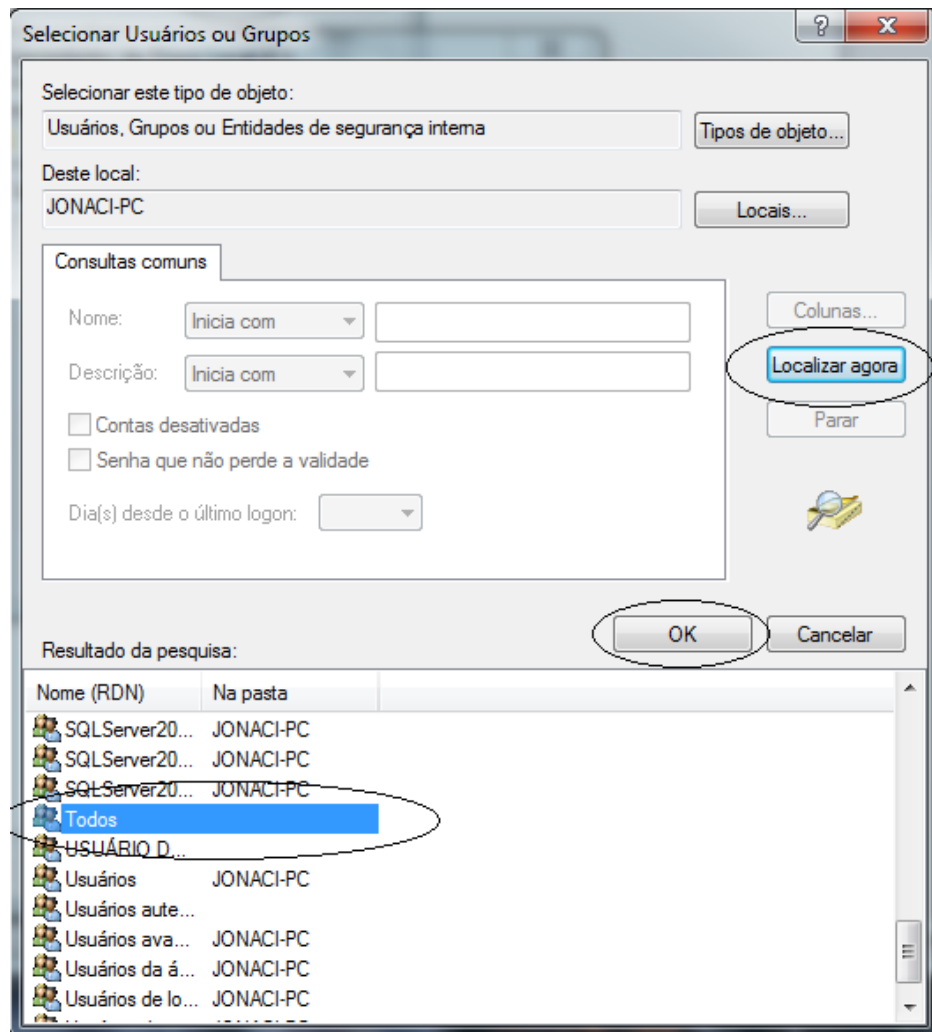 Selecionar Usuários ou Grupos
Selecionar este tipo de objeto:
Usuários, Grupos ou Entidades de segurança interna
Tipos de objeto...
Deste local:
JONACI-PC
Locais...
Consultas comuns
Nome:
Inicia com
Colunas...
Descrição:
Inicia com
Localizar agora
Contas desativadas
Parar
Senha que não perde a validade
Dia(s) desde o último logon:
OK
Cancelar
Resultado da pesquisa:
Nome (RDN) Na pasta
SQLServer20... JONACI-PC
SQLServer20... JONACI-PC
SQLServer20... JONACI-PC
Todos
USUÁRIO D...
Usuários JONACI-PC
Usuários aute...
Usuários ava... JONACI-PC
Usuários da á... JONACI-PC
Usuários de lo... JONACI-PC